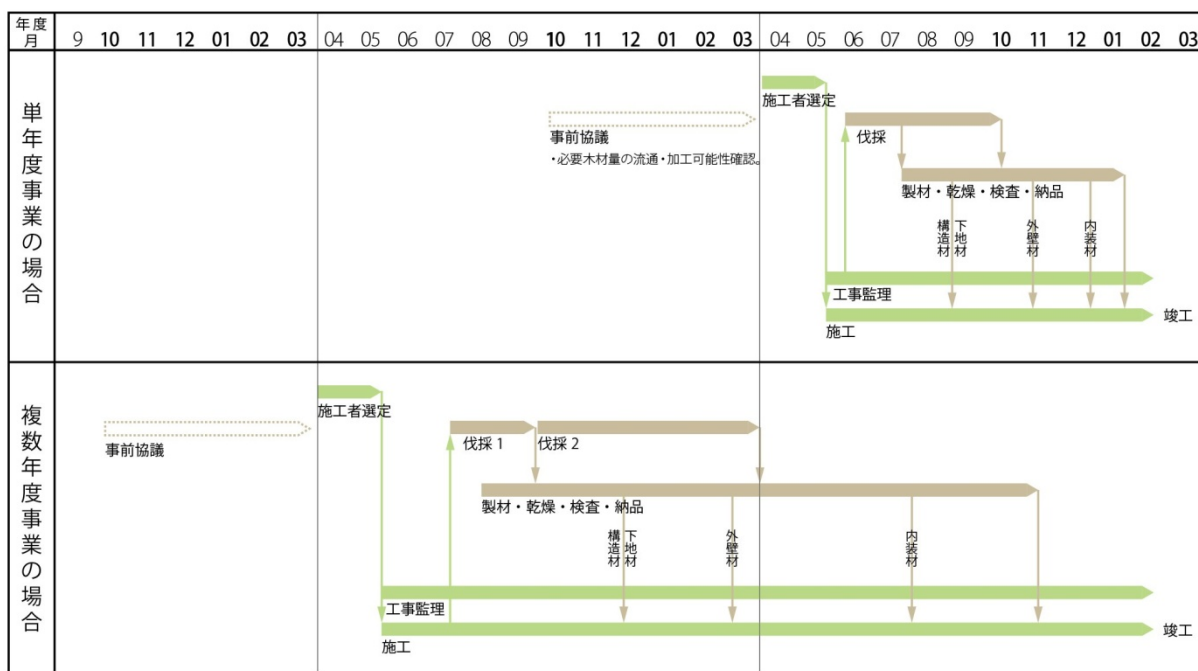 年度
月 9 10 11 12 01 02 03 04 05 06 07 08 09 10 11 12 01 02 03 04 05 06 07 08 09 10 11 12 01 02 03
単年度事業の場合
施工者選定
事前協議
・必要木材量の流通・加工可能性確認。
伐採
製材・乾燥・検査・納品
下地材
構造材
外壁材
内装材
工事監理
施工
竣工
複数年度事業の場合
施工者選定
事前協議
伐採 1
伐採 2
製材・乾燥・検査・納品
下地材
構造材
外壁材
内装材
工事監理
施工
竣工